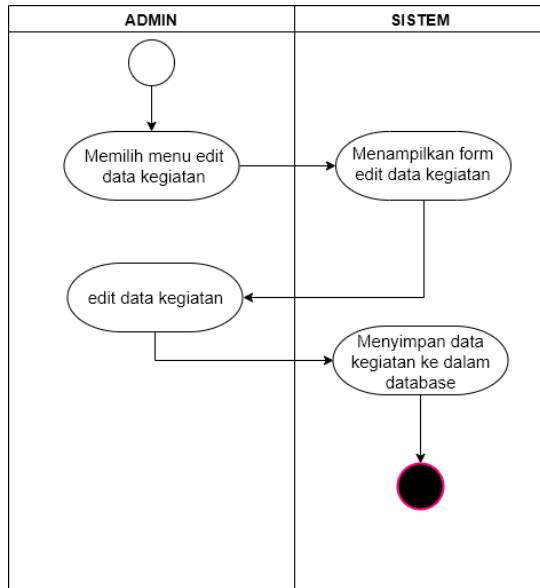 ADMIN
SISTEM
Memilih menu edit
data kegiatan
Menampilkan form
edit data kegiatan
edit data kegiatan
Menyimpan data
kegiatan ke dalam
database